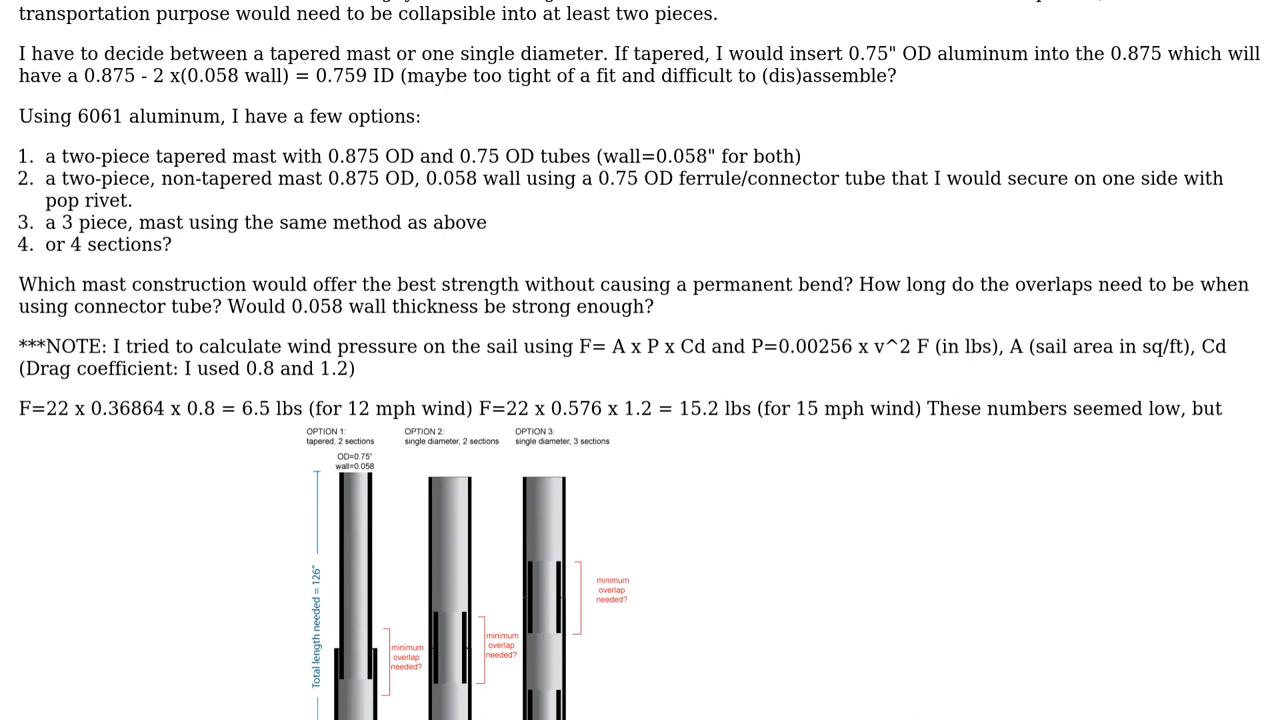 transportation purpose would need to be collapsible into at least two pieces.
I have to decide between a tapered mast or one single diameter. If tapered, I would insert 0.75" OD aluminum into the 0.875 which will
have a 0.875 - 2 x(0.058 wall) = 0.759 ID (maybe too tight of a fit and difficult to (dis)assemble?
Using 6061 aluminum, I have a few options:
1. a two-piece tapered mast with 0.875 OD and 0.75 OD tubes (wall=0.058" for both)
2. a two-piece, non-tapered mast 0.875 OD, 0.058 wall using a 0.75 OD ferrule/connector tube that I would secure on one side with
pop rivet.
3. a 3 piece, mast using the same method as above
4. or 4 sections?
Which mast construction would offer the best strength without causing a permanent bend? How long do the overlaps need to be when
using connector tube? Would 0.058 wall thickness be strong enough?
***NOTE: I tried to calculate wind pressure on the sail using F= A x P x Cd and P=0.00256 x v^2 F (in lbs), A (sail area in sq/ft), Cd
(Drag coefficient: I used 0.8 and 1.2)
F=22 x 0.36864 x 0.8 = 6.5 lbs (for 12 mph wind) F=22 x 0.576 x 1.2 = 15.2 lbs (for 15 mph wind) These numbers seemed low, but
OPTION 1:
tapered, 2 sections
OPTION 2:
single diameter, 2 sections
OPTION 3:
single diameter, 3 sections
OD=0.75"
wall=0.058
Total length needed = 126"
minimum
overlap
needed?
minimum
overlap
needed?
minimum
overlap
needed?